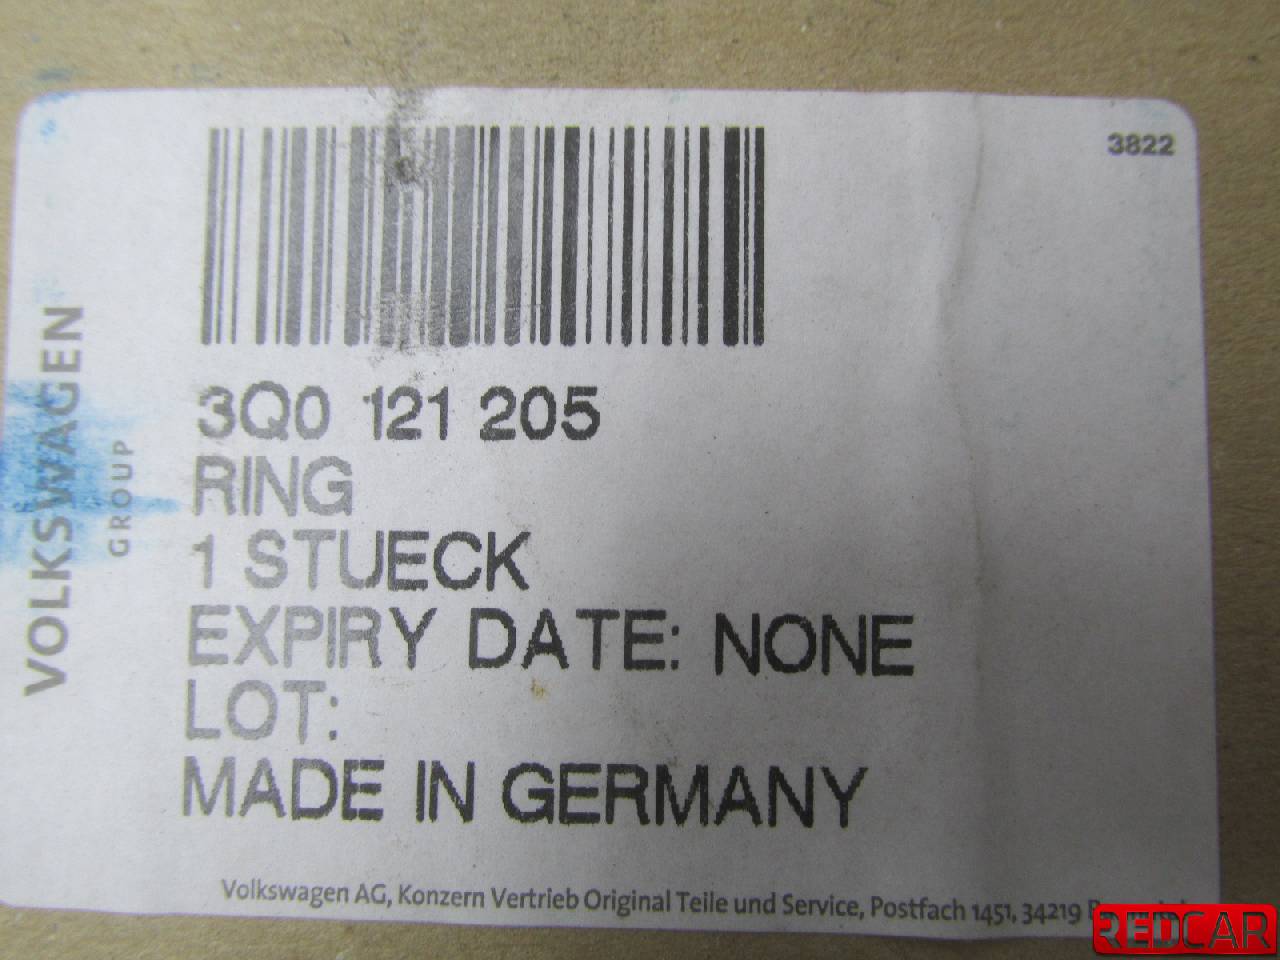 3822
3Q0 121 205
RING
1 STUECK
EXPIRY DATE: NONE
LOT:
MADE IN GERMANY
VOLKSWAGEN
GROUP
Volkswagen AG, Konzern Vertrieb Original Teile und Service, Postfach 1451, 34219
REDCAR